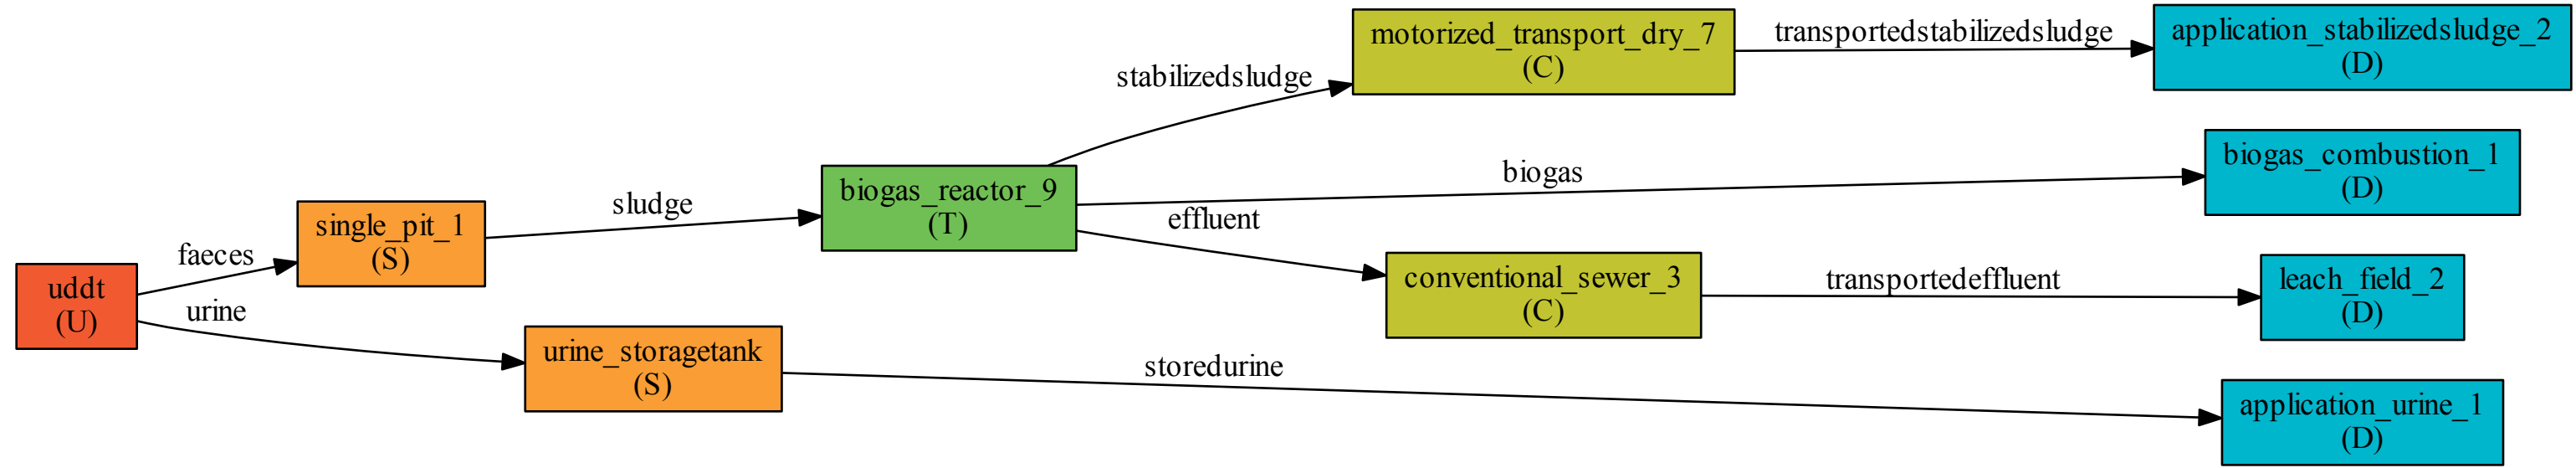 uddt
(U)
faeces
urine
single_pit_1
(S)
urine_storagetank
(S)
sludge
storedurine
biogas_reactor_9
(T)
stabilizedsludge
biogas
effluent
motorized_transport_dry_7
(C)
conventional_sewer_3
(C)
transportedstabilizedsludge
transportedeffluent
application_stabilizedsludge_2
(D)
biogas_combustion_1
(D)
leach_field_2
(D)
application_urine_1
(D)